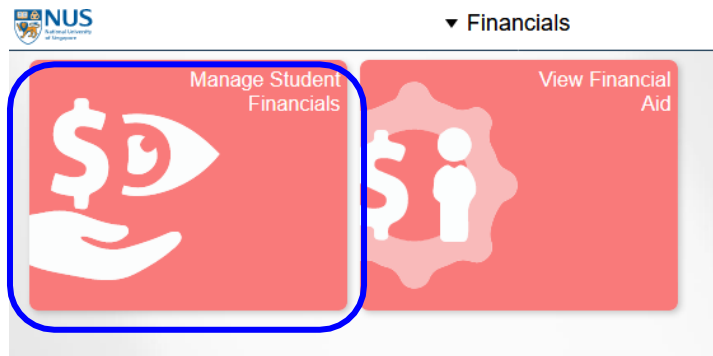 NUS
National University
of Singapore
Financials
Manage Student
Financials
View Financial
Aid